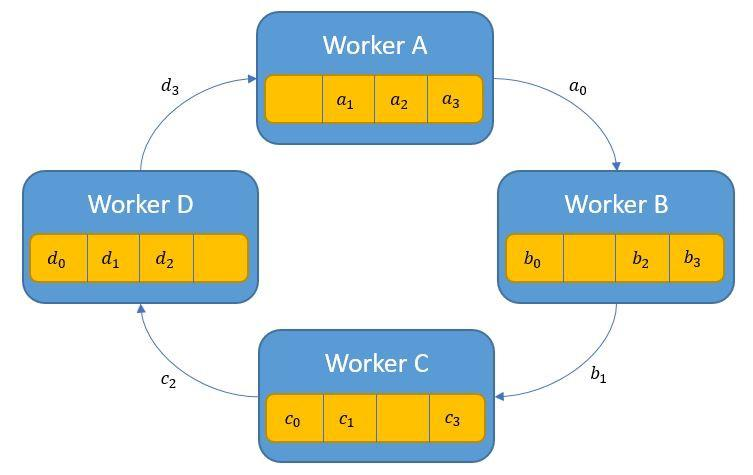 Worker A
a₁ a₂ a₃
d₃
a₀
Worker D
d₀ d₁ d₂
Worker B
b₀ b₂ b₃
c₂
b₁
Worker C
c₀ c₁ c₃